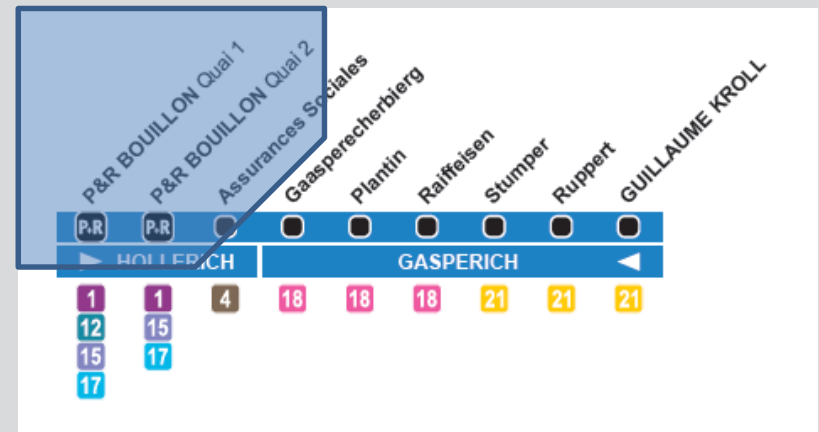 P&R BOUILLON Quai 1
P&R BOUILLON Quai 2
Assurances Sociales
Gaasperecherbierg
Plantin
Raiffeisen
Stumper
Ruppert
GUILLAUME KROLL
P+R P+R
HOLLERICH GASPERICH
1 1 4 18 18 18 21 21 21
12 15
15 17
17